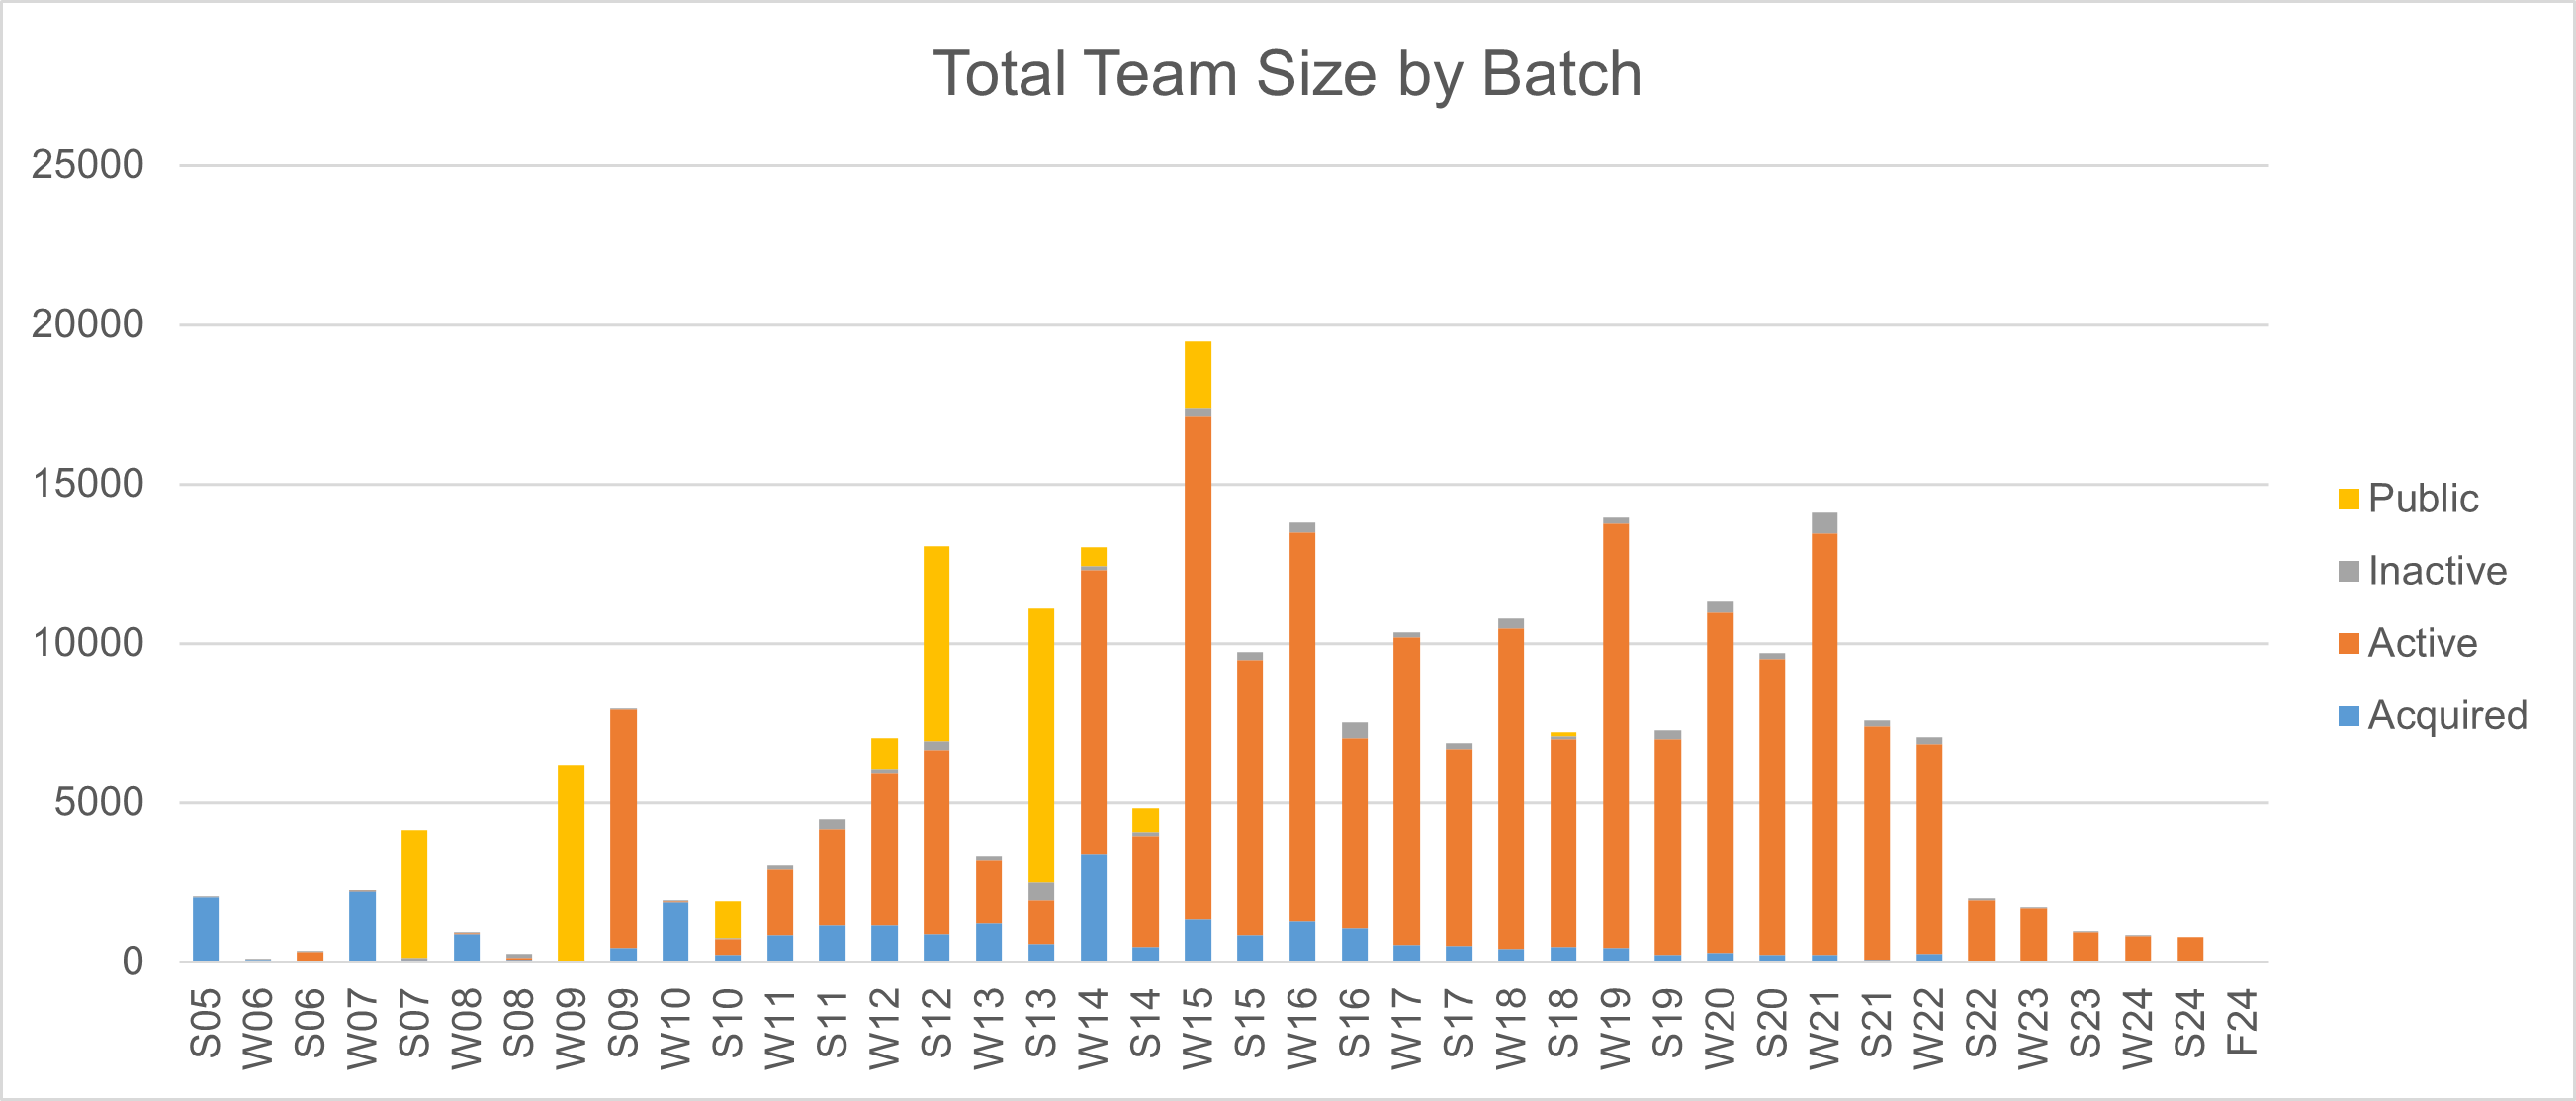 Total Team Size by Batch
25000
20000
15000
10000
5000
0
S05
W06
S06
W07
S07
W08
S08
W09
S09
W10
S10
W11
S11
W12
S12
W13
S13
W14
S14
W15
S15
W16
S16
W17
S17
W18
S18
W19
S19
W20
S20
W21
S21
W22
S22
W23
S23
W24
S24
F24
Public
Inactive
Active
Acquired